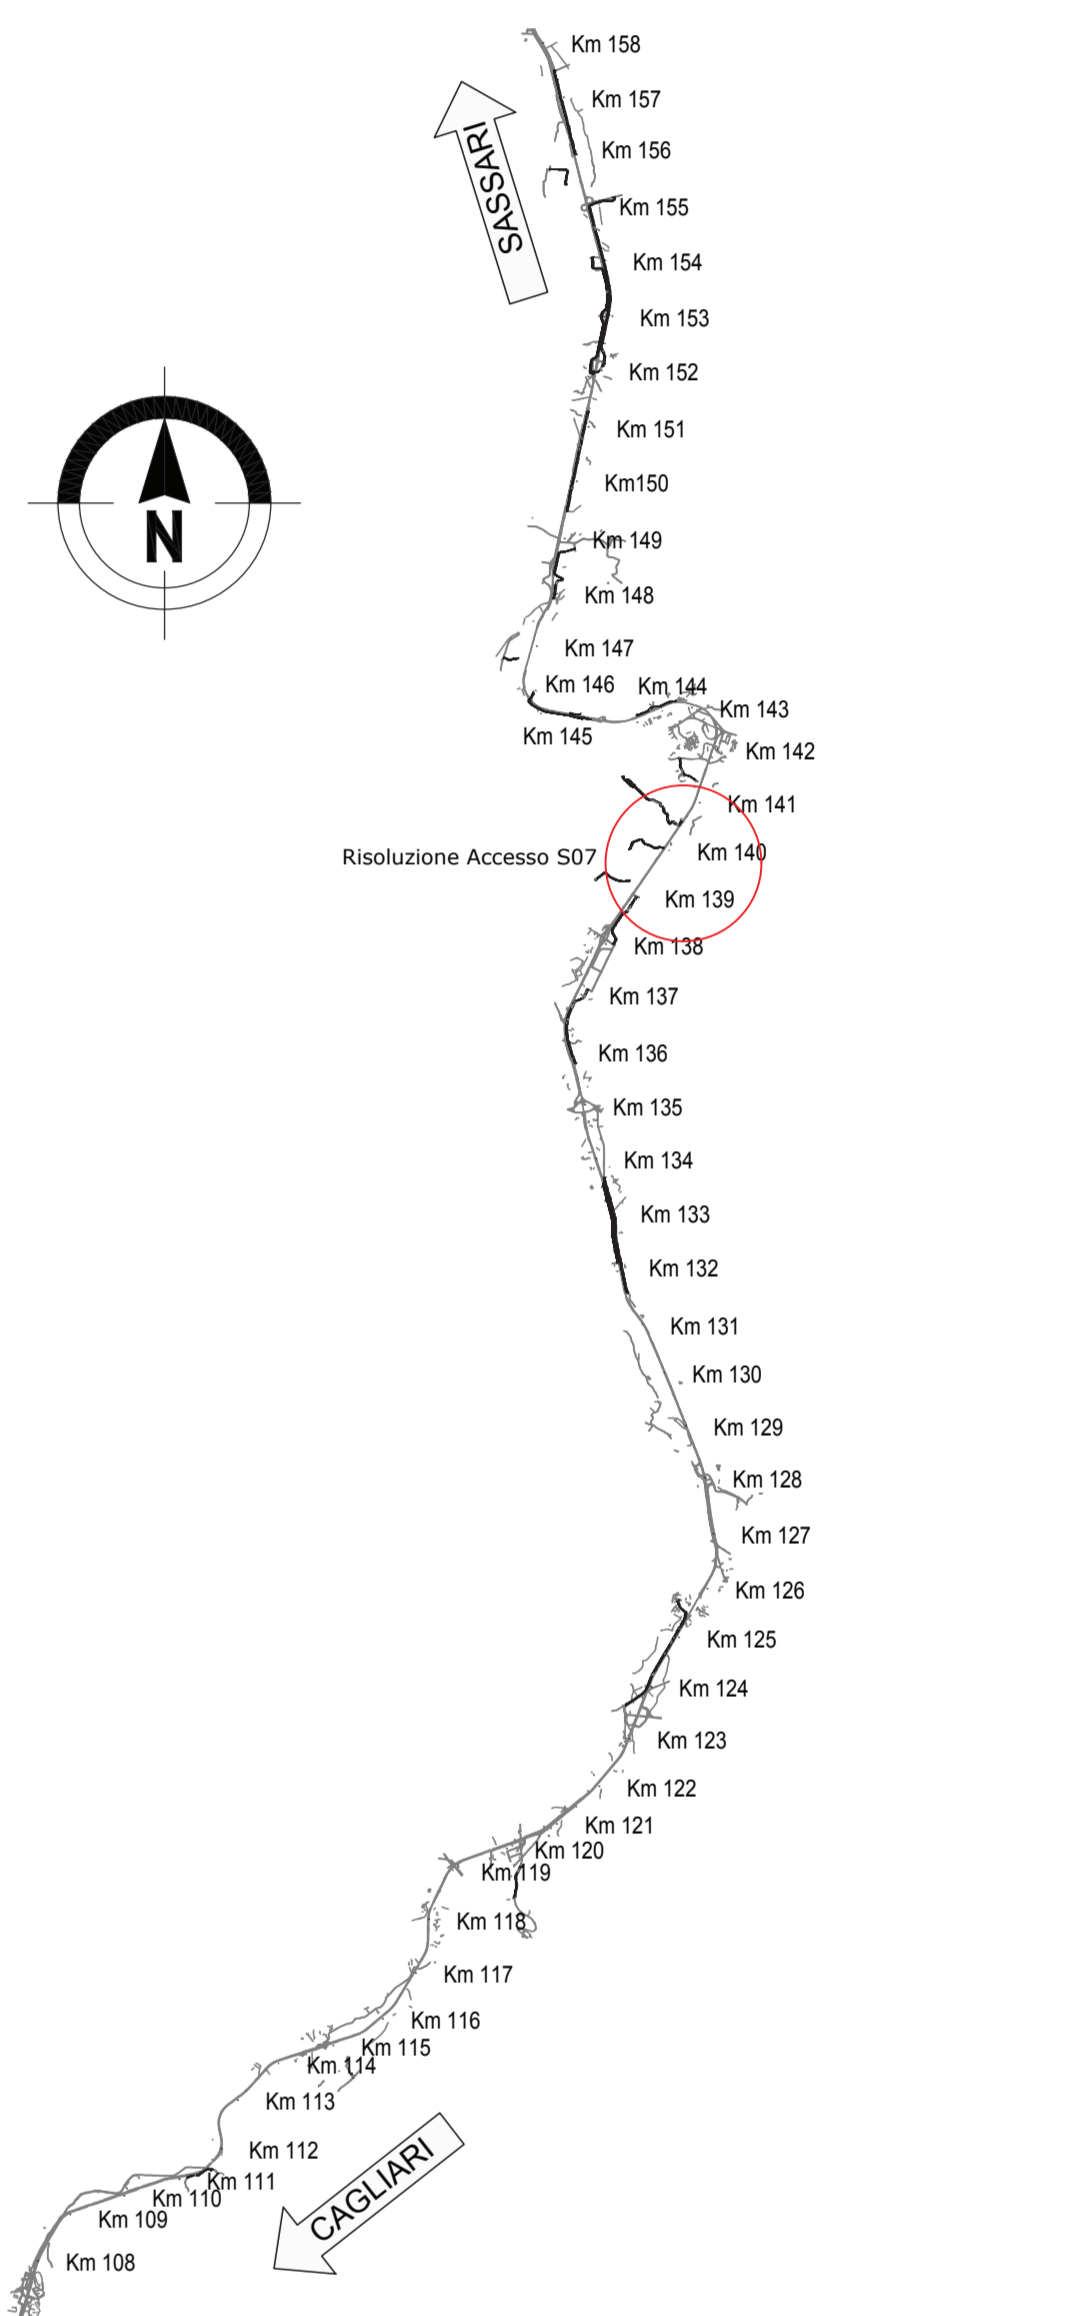 Km 158
Km 157
Km 156
SASSARI
Km 155
Km 154
Km 153
Km 152
Km 151
Km150
N
Km 149
Km 148
Km 147
Km 146
Km 144
Km 143
Km 145
Km 142
Km 141
Km 140
Risoluzione Accesso S07
Km 139
Km 138
Km 137
Km 136
Km 135
Km 134
Km 133
Km 132
Km 131
Km 130
Km 129
Km 128
Km 127
Km 126
Km 125
Km 124
Km 123
Km 122
Km 121
Km 120
Km 119
Km 118
Km 117
Km 116
Km 115
Km 114
Km 113
Km 112
Km 111
Km 110
Km 109
CAGLIARI
Km 108